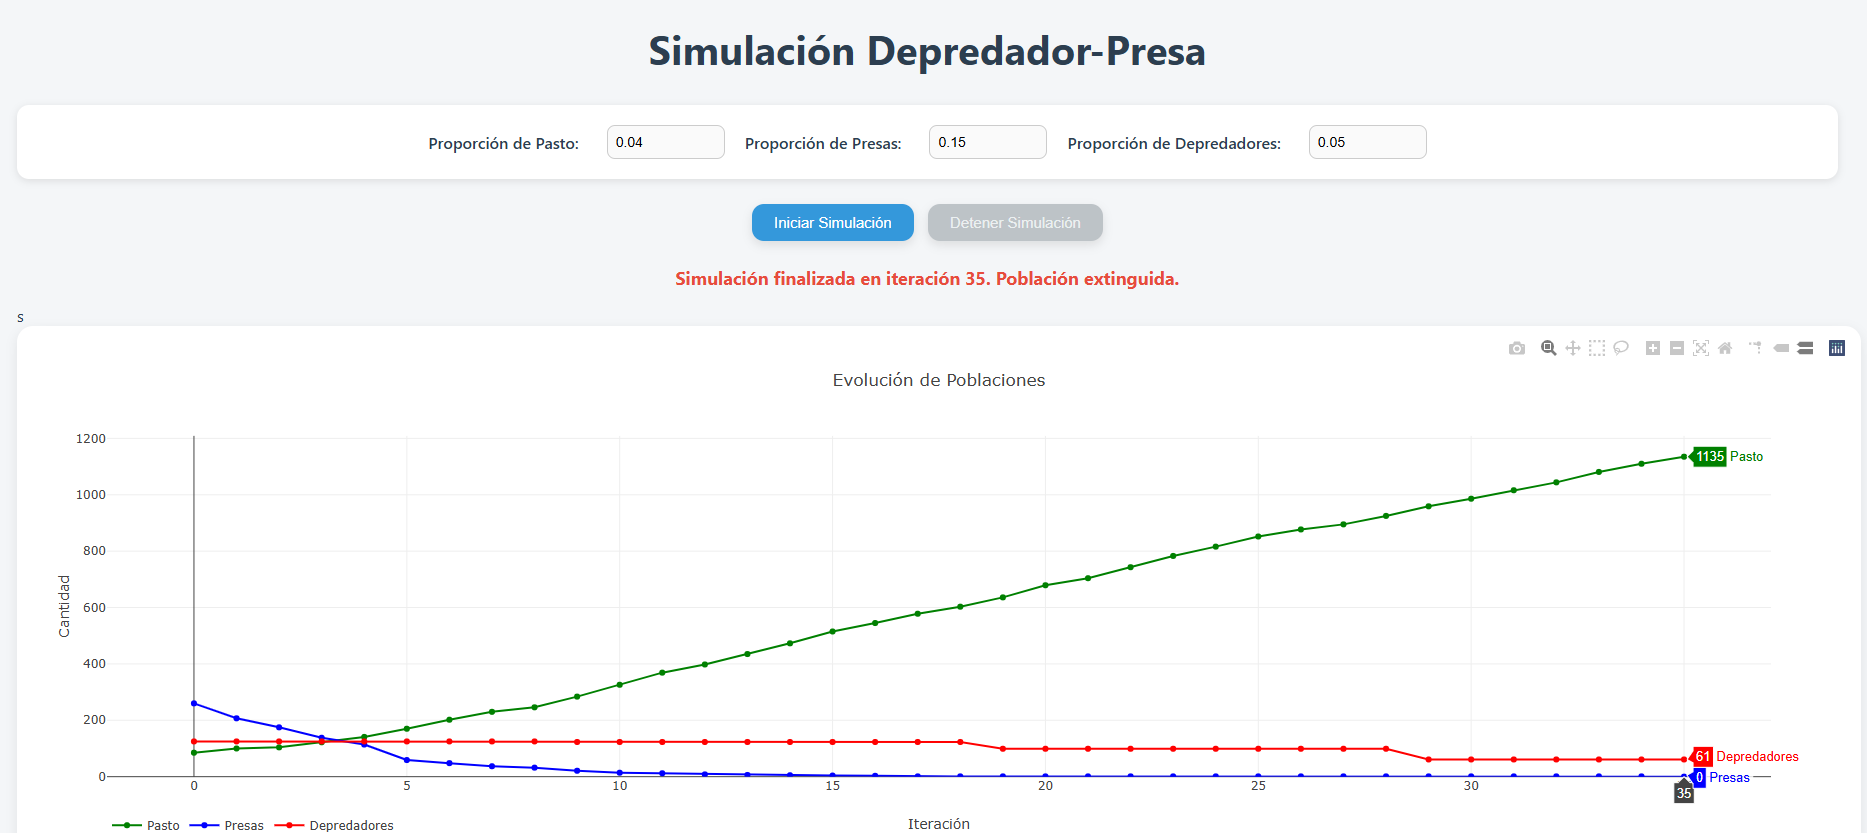 Simulación Depredador-Presa
Proporción de Pasto: 0.04 Proporción de Presas: 0.15 Proporción de Depredadores: 0.05
Iniciar Simulación Detener Simulación
Simulación finalizada en iteración 35. Población extinguida.
s
Evolución de Poblaciones
1200
1135 Pasto
1000
800
600
Cantidad
400
200
61 Depredadores
0
0 Presas
0 5 10 15 20 25 30 35
Iteración
Pasto Presas Depredadores